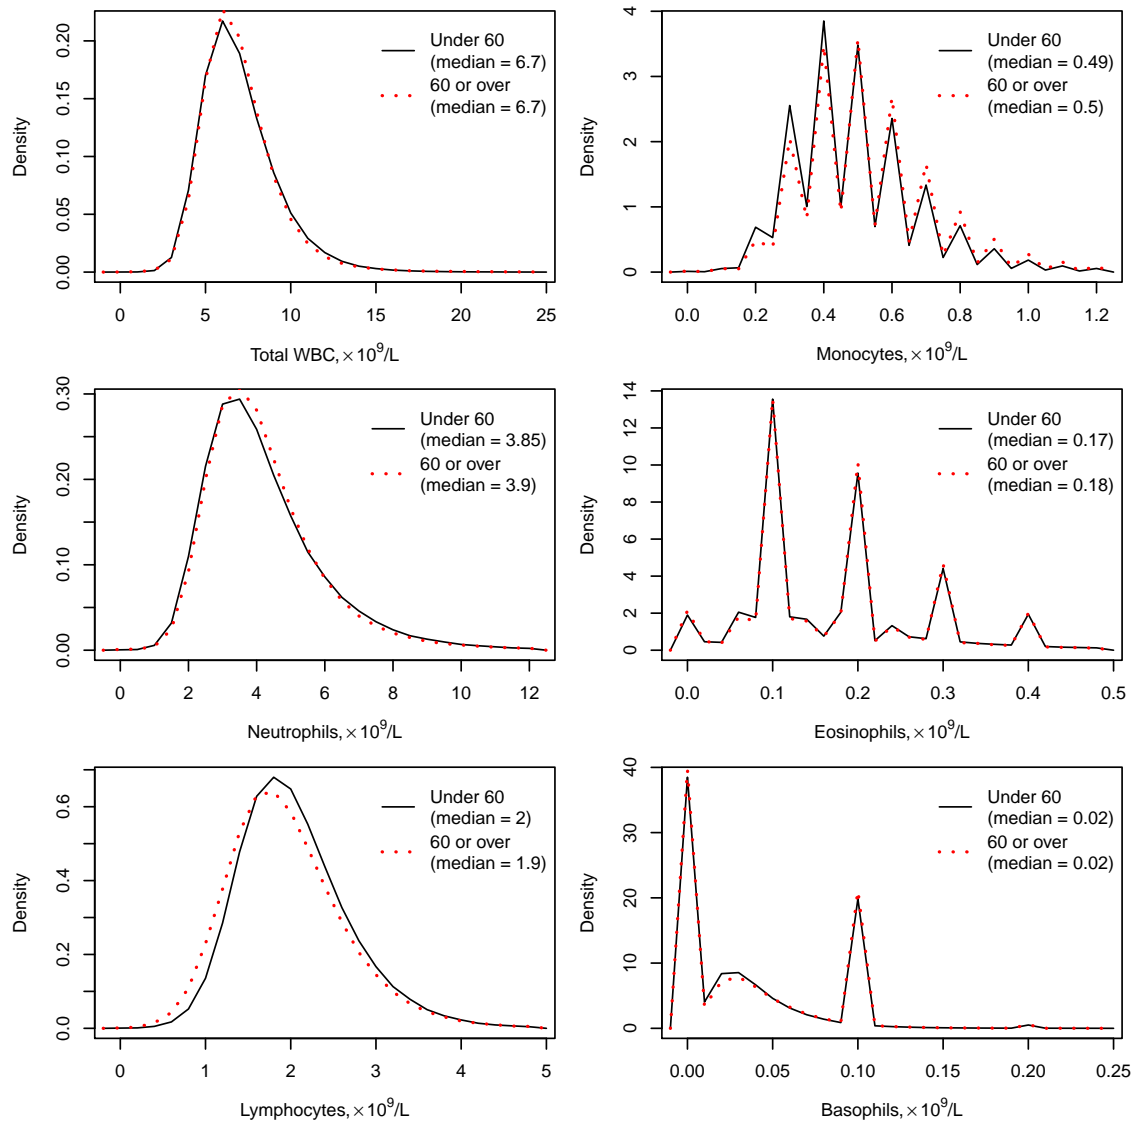 Density
0.00
0.05
0.10
0.15
0.20
0
5
10
15
20
25
Total WBC, ×10⁹/L
Under 60
(median = 6.7)
60 or over
(median = 6.7)
Density
0
1
2
3
4
0.0
0.2
0.4
0.6
0.8
1.0
1.2
Monocytes, ×10⁹/L
Under 60
(median = 0.49)
60 or over
(median = 0.5)
Density
0.00
0.10
0.20
0.30
0
2
4
6
8
10
12
Neutrophils, ×10⁹/L
Under 60
(median = 3.85)
60 or over
(median = 3.9)
Density
0
2
4
6
8
10
12
14
0.0
0.1
0.2
0.3
0.4
0.5
Eosinophils, ×10⁹/L
Under 60
(median = 0.17)
60 or over
(median = 0.18)
Density
0.0
0.2
0.4
0.6
0
1
2
3
4
5
Lymphocytes, ×10⁹/L
Under 60
(median = 2)
60 or over
(median = 1.9)
Density
0
10
20
30
40
0.00
0.05
0.10
0.15
0.20
0.25
Basophils, ×10⁹/L
Under 60
(median = 0.02)
60 or over
(median = 0.02)